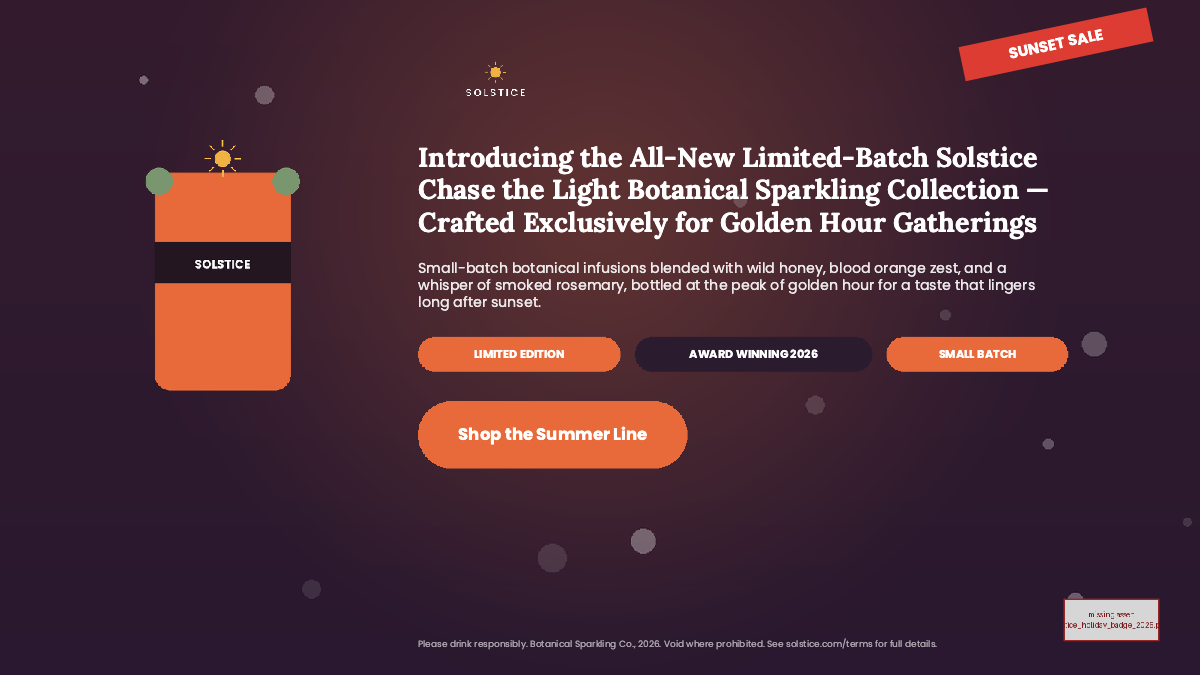 SUNSET SALE
SOLSTICE
Introducing the All-New Limited-Batch Solstice
Chase the Light Botanical Sparkling Collection —
Crafted Exclusively for Golden Hour Gatherings
SOLSTICE
Small-batch botanical infusions blended with wild honey, blood orange zest, and a
whisper of smoked rosemary, bottled at the peak of golden hour for a taste that lingers
long after sunset.
LIMITED EDITION
AWARD WINNING 2026
SMALL BATCH
Shop the Summer Line
missing asset
tice_holiday_badge_2026.p
Please drink responsibly. Botanical Sparkling Co., 2026. Void where prohibited. See solstice.com/terms for full details.